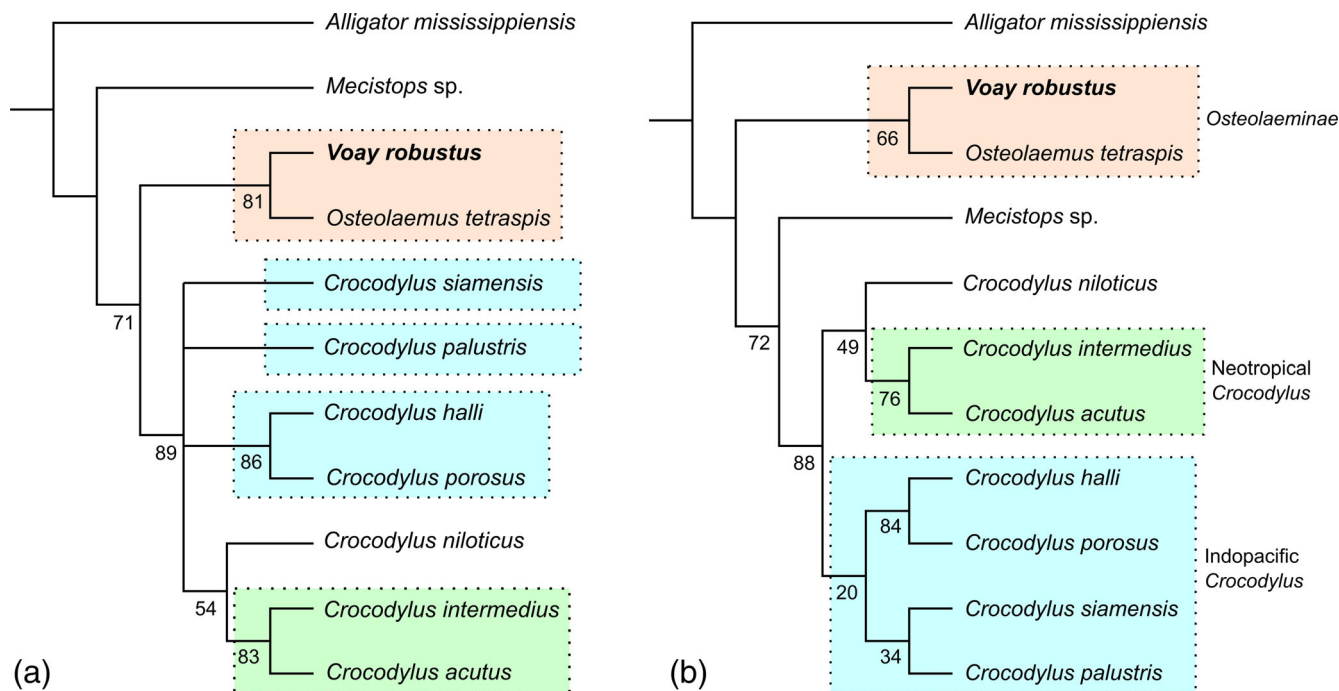 Alligator mississippiensis
Mecistops sp.
Voay robustus
81
Osteolaemus tetraspis
Crocodylus siamensis
71
Crocodylus palustris
Crocodylus halli
89
86
Crocodylus porosus
Crocodylus niloticus
54
Crocodylus intermedius
83
Crocodylus acutus
(a)
Alligator mississippiensis
Voay robustus
Osteolaeminae
66
Osteolaemus tetraspis
Mecistops sp.
Crocodylus niloticus
72
49
Crocodylus intermedius
Neotropical
Crocodylus
76
Crocodylus acutus
88
Crocodylus halli
84
Crocodylus porosus
Indopacific
Crocodylus
20
Crocodylus siamensis
34
Crocodylus palustris
(b)